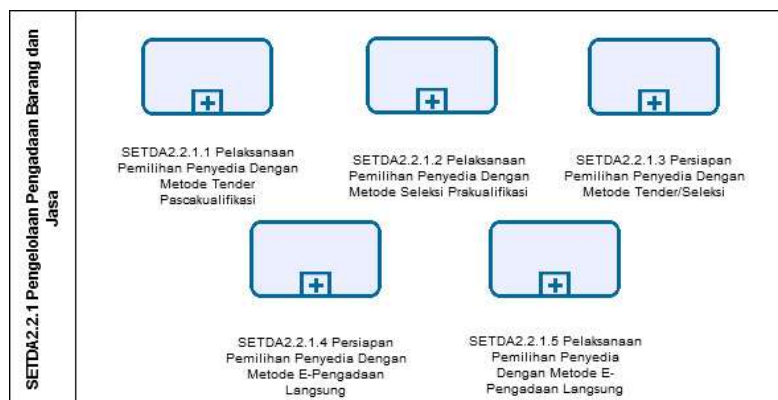 SETDA2.2.1 Pengelolaan Pengadaan Barang dan
Jasa
SETDA2.2.1.1 Pelaksanaan
Pemilihan Penyedia Dengan
Metode Tender
Pascakualifikasi
SETDA2.2.1.2 Pelaksanaan
Pemilihan Penyedia Dengan
Metode Seleksi Prakualifikasi
SETDA2.2.1.3 Persiapan
Pemilihan Penyedia Dengan
Metode Tender/Seleksi
SETDA2.2.1.4 Persiapan
Pemilihan Penyedia Dengan
Metode E-Pengadaan
Langsung
SETDA2.2.1.5 Pelaksanaan
Pemilihan Penyedia
Dengan Metode E-
Pengadaan Langsung